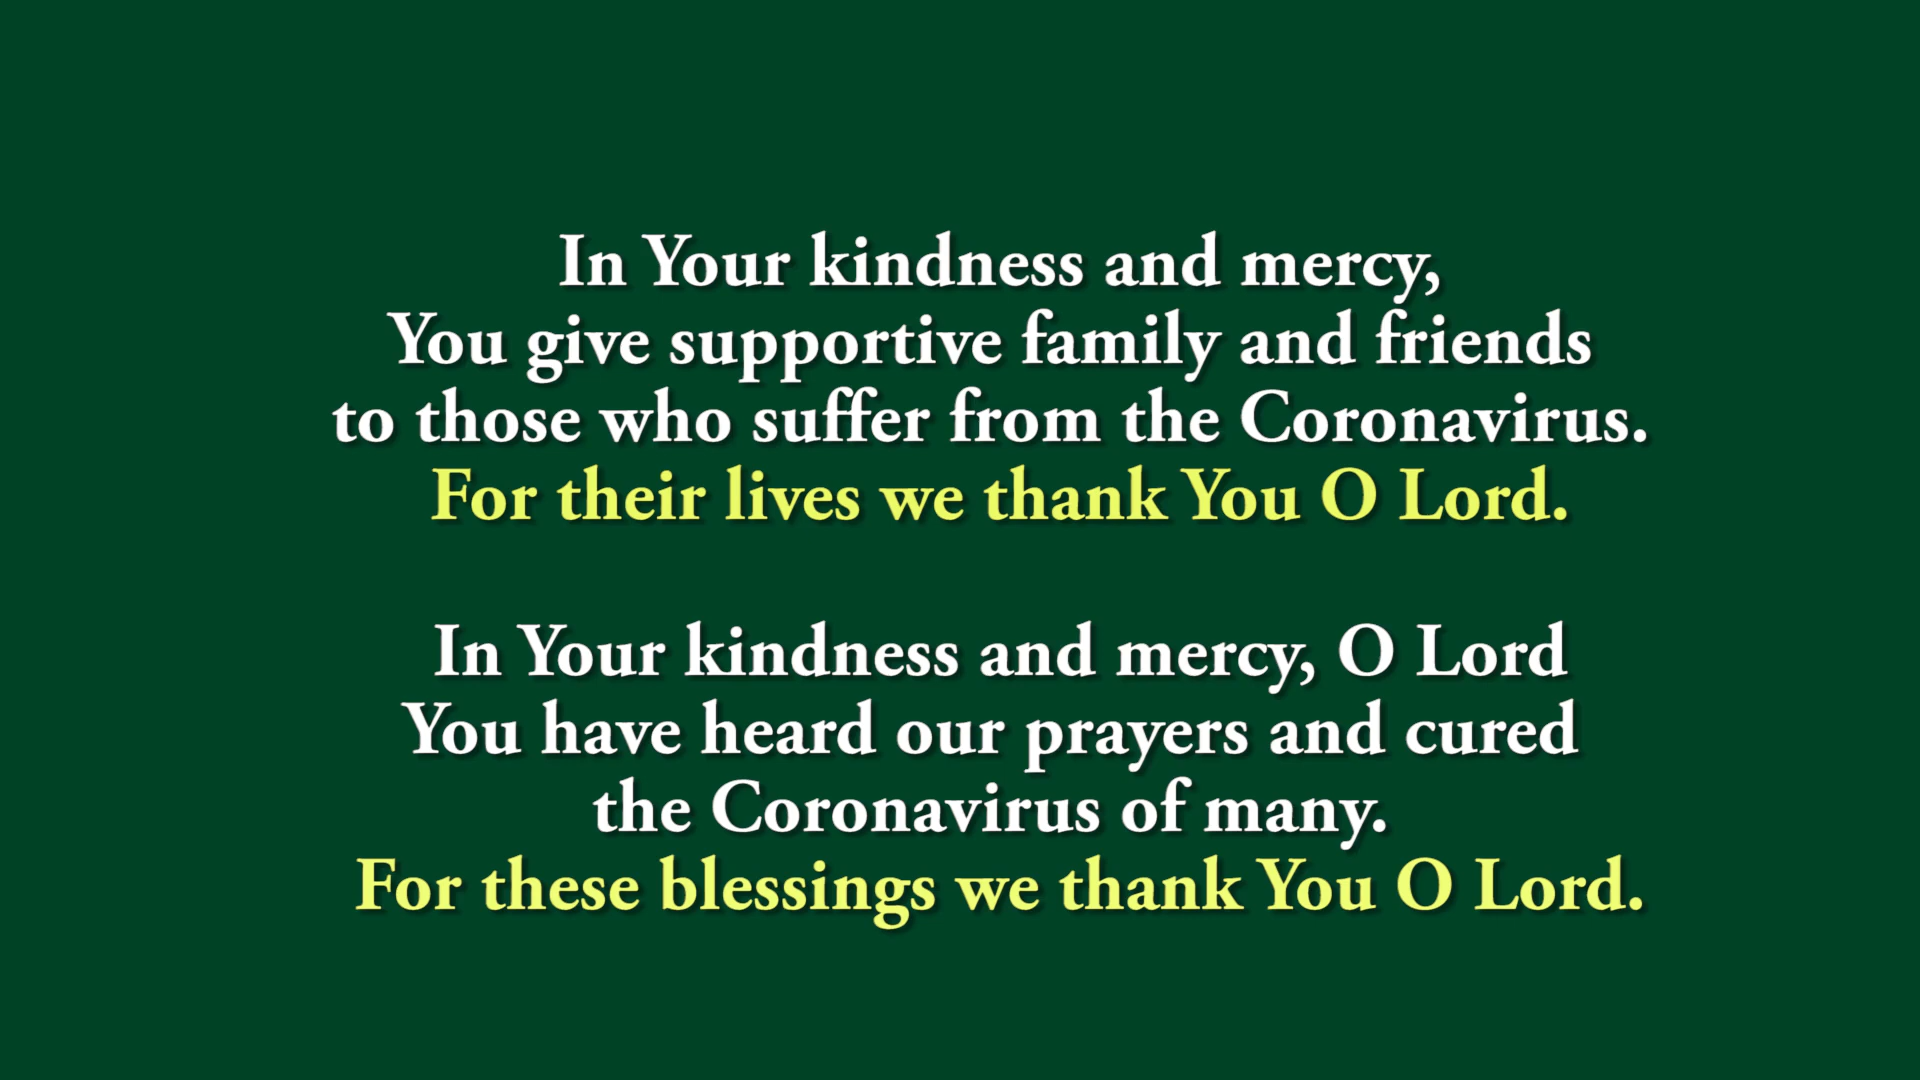 In Your kindness and mercy,
You give supportive family and friends
to those who suffer from the Coronavirus.
For their lives we thank You O Lord.
In Your kindness and mercy, O Lord
You have heard our prayers and cured
the Coronavirus of many.
For these blessings we thank You O Lord.